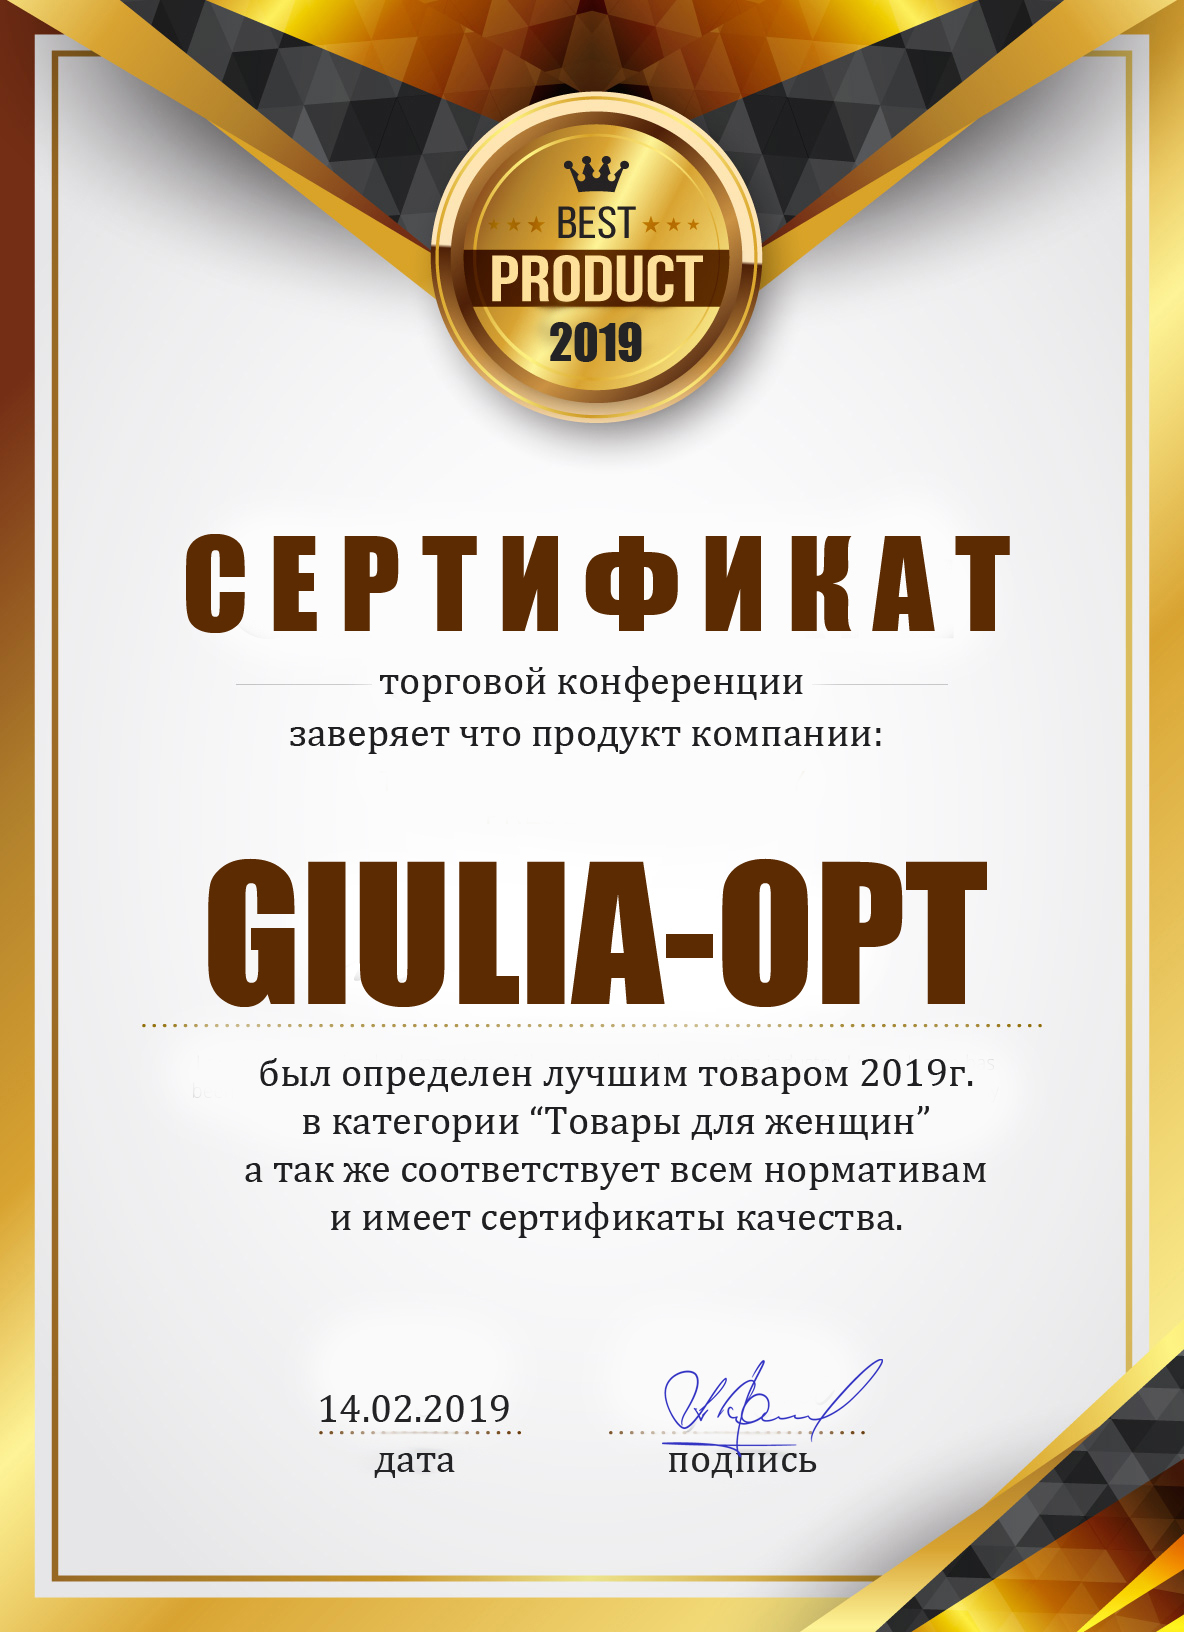 BEST
PRODUCT
2019
СЕРТИФИКАТ
торговой конференции
заверяет что продукт компании:
GIULIA-OPT
был определен лучшим товаром 2019г.
в категории “Товары для женщин”
а так же соответствует всем нормативам
и имеет сертификаты качества.
14.02.2019
дата
подпись